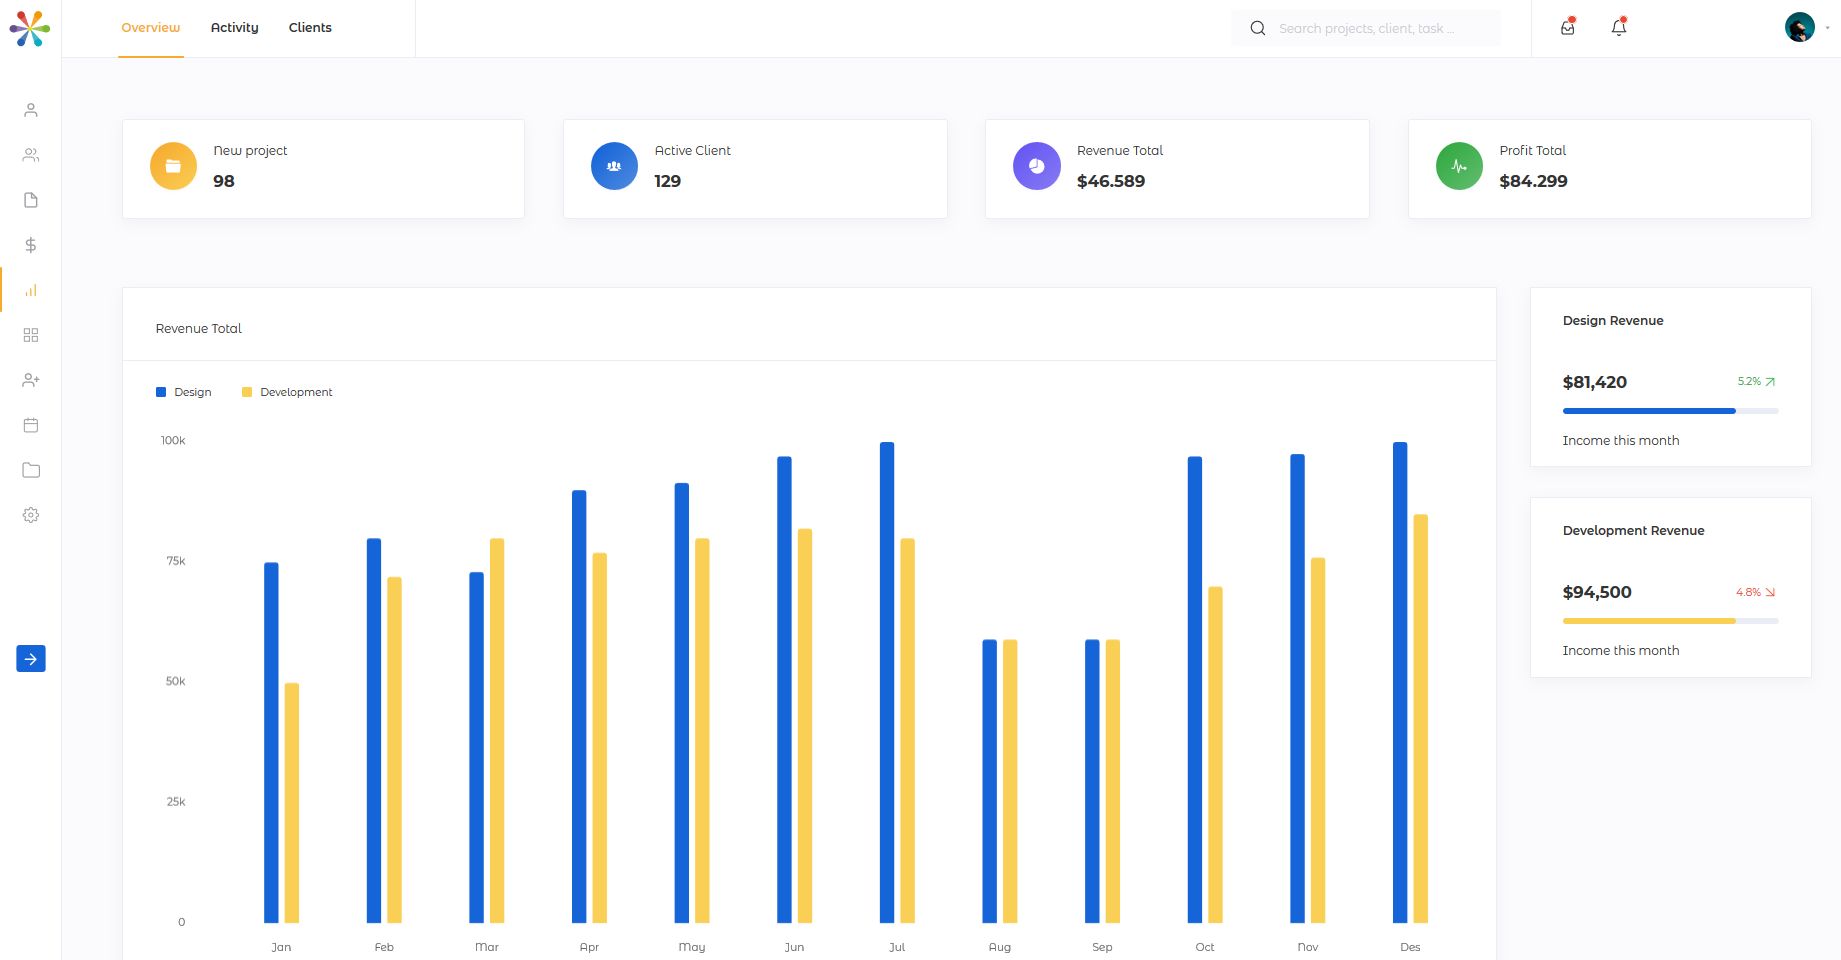 Overview Activity Clients
Search projects, client, task ...
New project
98
Active Client
129
Revenue Total
$46.589
Profit Total
$84.299
Revenue Total
Design Development
100k
75k
50k
25k
0
Jan Feb Mar Apr May Jun Jul Aug Sep Oct Nov Des
Design Revenue
$81,420 5.2%
Income this month
Development Revenue
$94,500 4.8%
Income this month